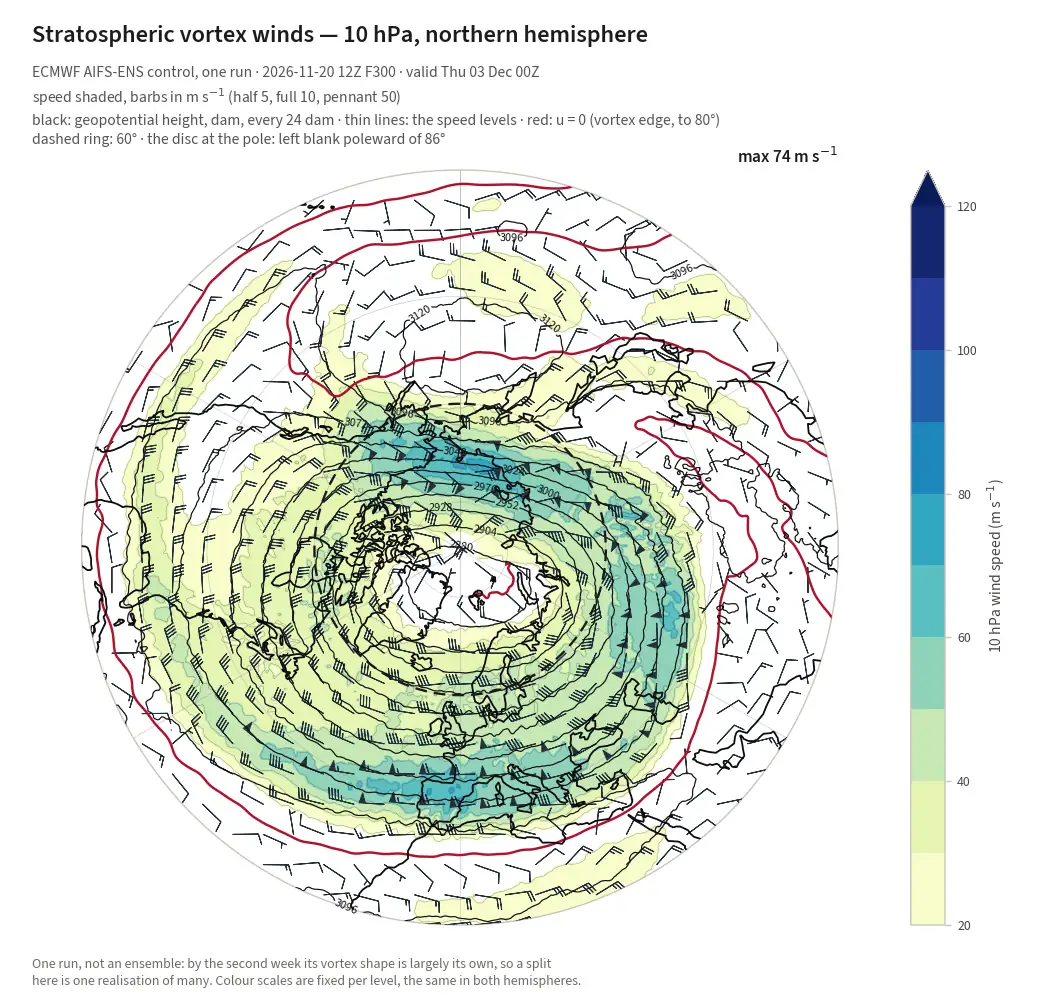 Stratospheric vortex winds — 10 hPa, northern hemisphere
ECMWF AIFS-ENS control, one run · 2026-11-20 12Z F300 · valid Thu 03 Dec 00Z
speed shaded, barbs in m s⁻¹ (half 5, full 10, pennant 50)
black: geopotential height, dam, every 24 dam · thin lines: the speed levels · red: u = 0 (vortex edge, to 80°)
dashed ring: 60° · the disc at the pole: left blank poleward of 86°
max 74 m s⁻¹
120
100
80
60
40
20
10 hPa wind speed (m s⁻¹)
3096
3096
3120
3120
3096
3000
2952
2928
2904
3096
One run, not an ensemble: by the second week its vortex shape is largely its own, so a split
here is one realisation of many. Colour scales are fixed per level, the same in both hemispheres.